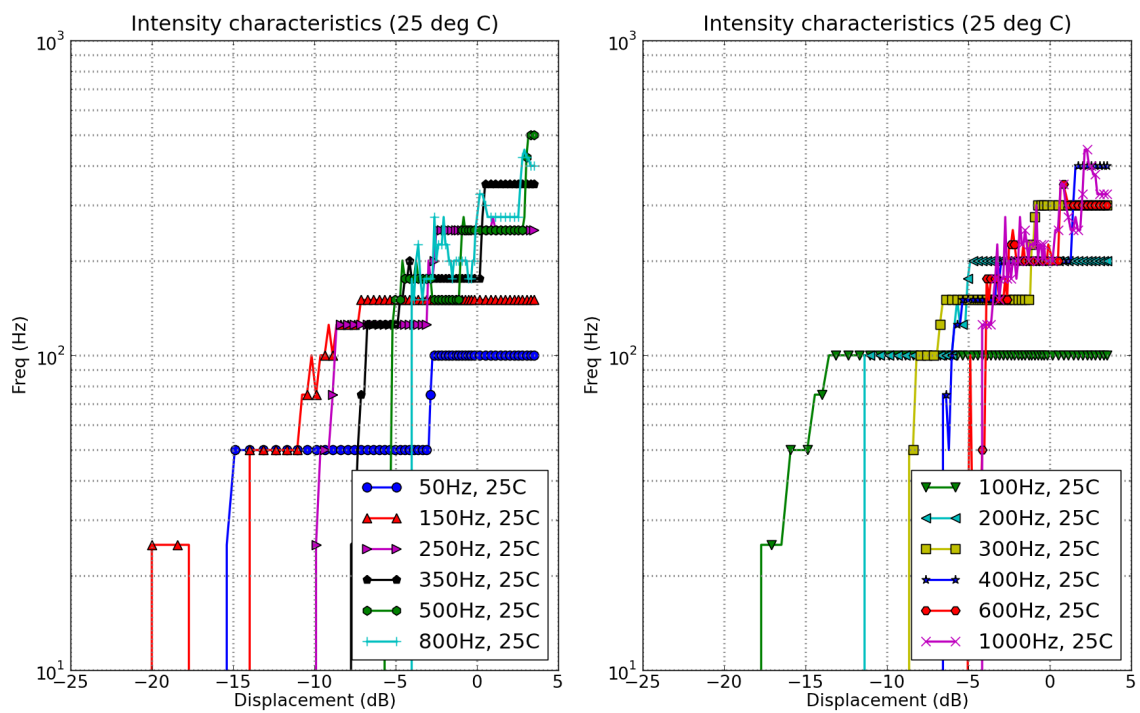 Intensity characteristics (25 deg C)
10³
10²
10¹
Freq (Hz)
−25 −20 −15 −10 −5 0 5
Displacement (dB)
50Hz, 25C
150Hz, 25C
250Hz, 25C
350Hz, 25C
500Hz, 25C
800Hz, 25C
Intensity characteristics (25 deg C)
10³
10²
10¹
Freq (Hz)
−25 −20 −15 −10 −5 0 5
Displacement (dB)
100Hz, 25C
200Hz, 25C
300Hz, 25C
400Hz, 25C
600Hz, 25C
1000Hz, 25C